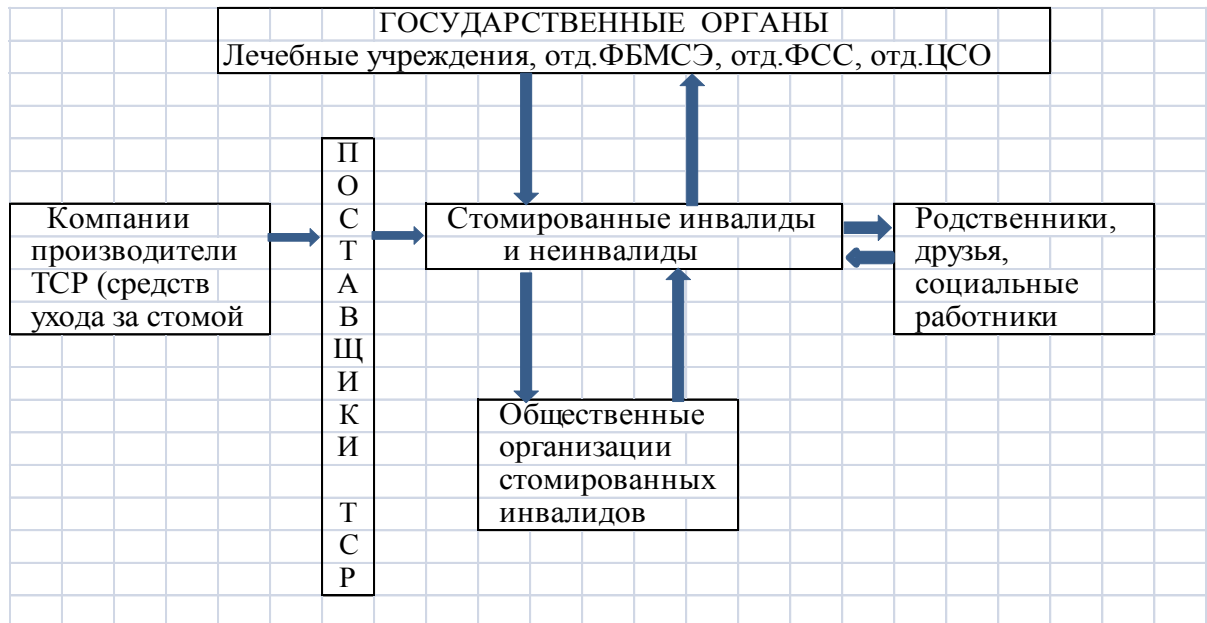 ГОСУДАРСТВЕННЫЕ ОРГАНЫ
Лечебные учреждения, отд.ФБМСЭ, отд.ФСС, отд.ЦСО
Компании
производители
ТСР (средств
ухода за стомой
П
О
С
Т
А
В
Щ
И
К
И
Т
С
Р
Стомированные инвалиды
и неинвалиды
Родственники,
друзья,
социальные
работники
Общественные
организации
стомированных
инвалидов